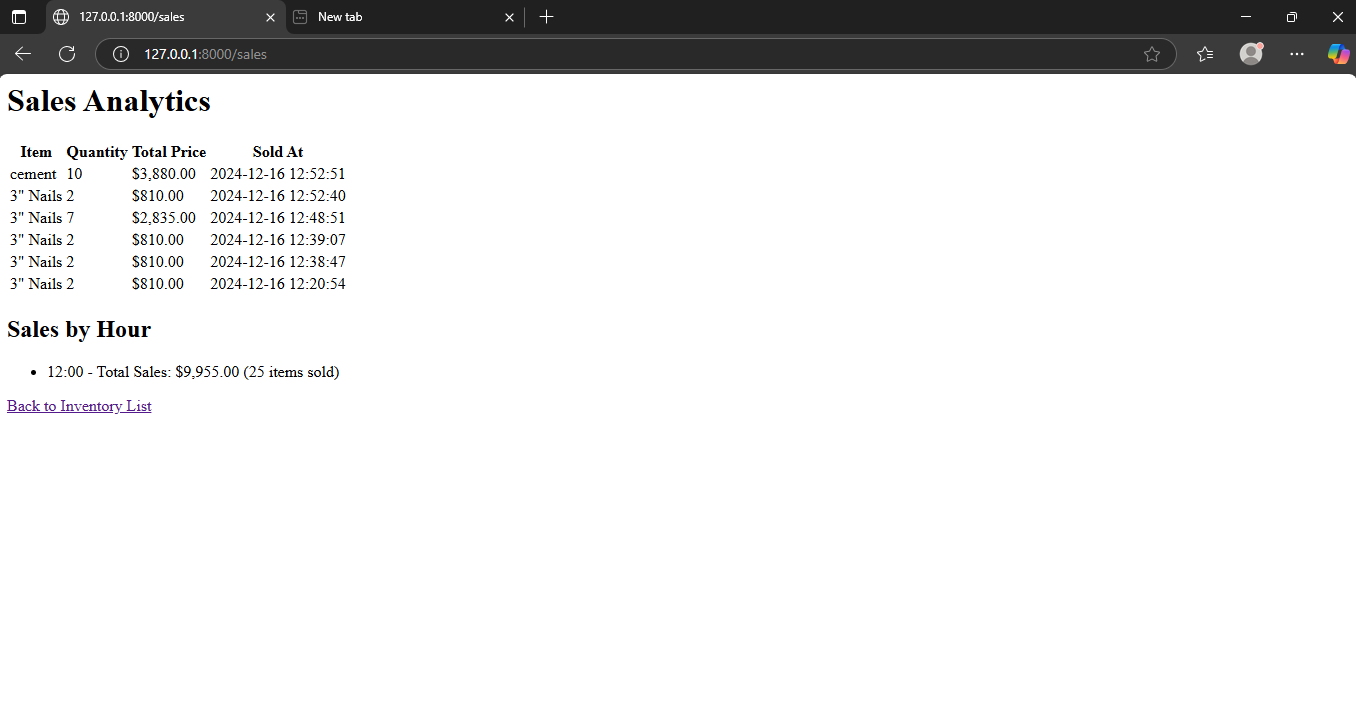 127.0.0.1:8000/sales
New tab
127.0.0.1:8000/sales
Sales Analytics
Item Quantity Total Price Sold At
cement 10 $3,880.00 2024-12-16 12:52:51
3" Nails 2 $810.00 2024-12-16 12:52:40
3" Nails 7 $2,835.00 2024-12-16 12:48:51
3" Nails 2 $810.00 2024-12-16 12:39:07
3" Nails 2 $810.00 2024-12-16 12:38:47
3" Nails 2 $810.00 2024-12-16 12:20:54
Sales by Hour
• 12:00 - Total Sales: $9,955.00 (25 items sold)
Back to Inventory List